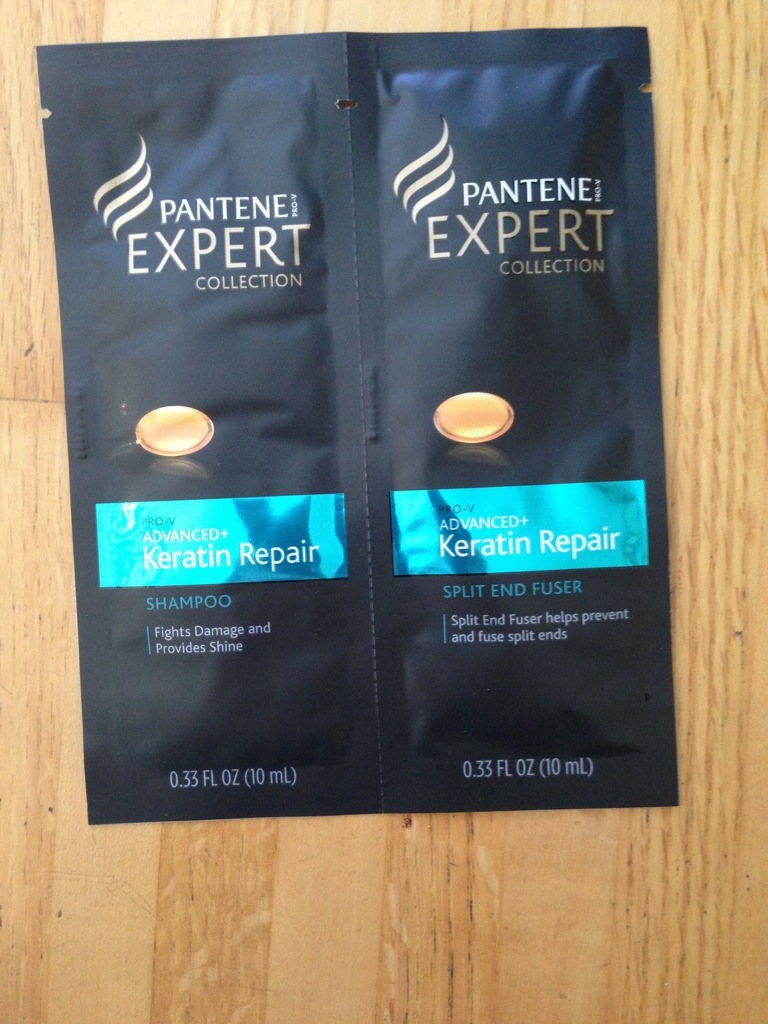 PANTENE PRO-V
EXPERT
COLLECTION
PRO-V
ADVANCED+
Keratin Repair
SHAMPOO
Fights Damage and
Provides Shine
0.33 FL OZ (10 mL)
PANTENE PRO-V
EXPERT
COLLECTION
PRO-V
ADVANCED+
Keratin Repair
SPLIT END FUSER
Split End Fuser helps prevent
and fuse split ends
0.33 FL OZ (10 mL)